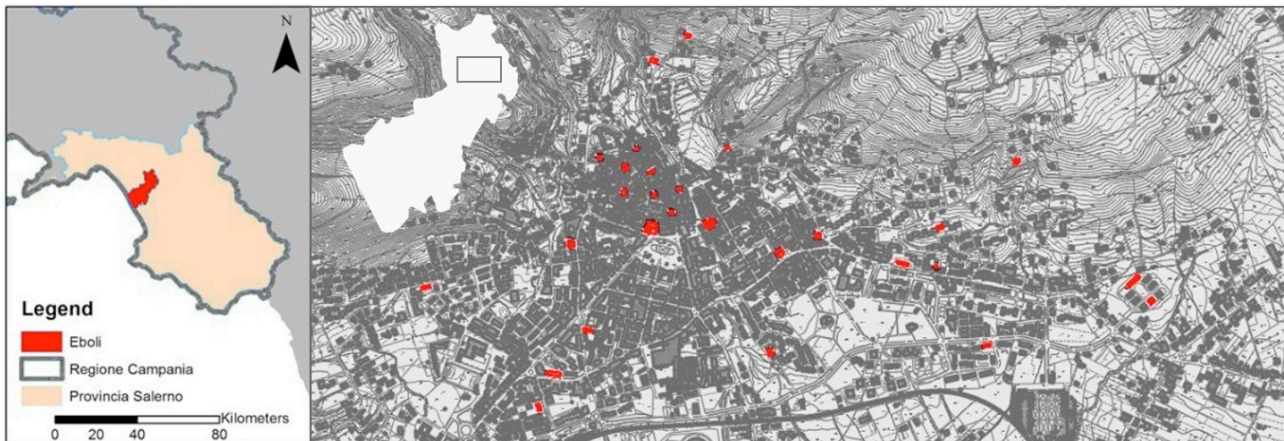 N
Legend
Eboli
Regione Campania
Provincia Salerno
Kilometers
0 20 40 80